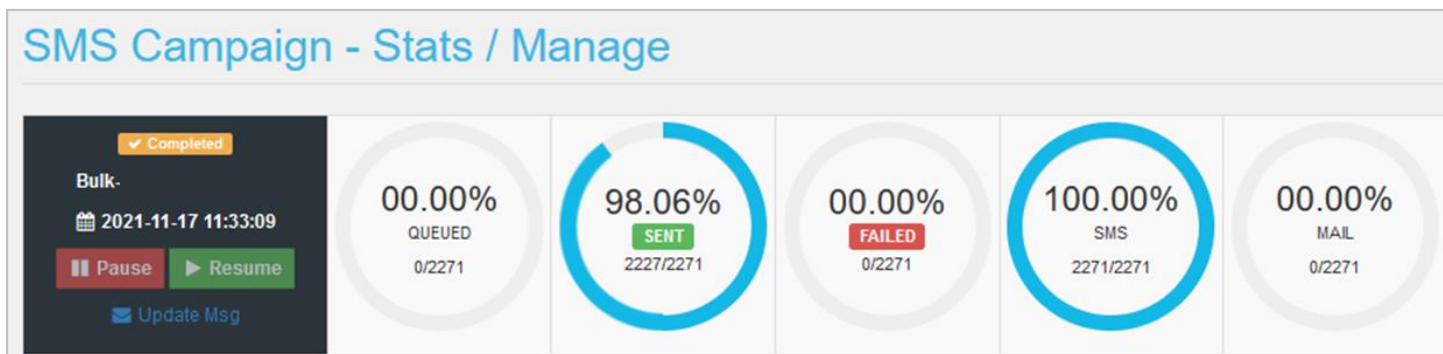 SMS Campaign - Stats / Manage
Completed
Bulk-
2021-11-17 11:33:09
Pause Resume
Update Msg
00.00%
QUEUED
0/2271
98.06%
SENT
2227/2271
00.00%
FAILED
0/2271
100.00%
SMS
2271/2271
00.00%
MAIL
0/2271